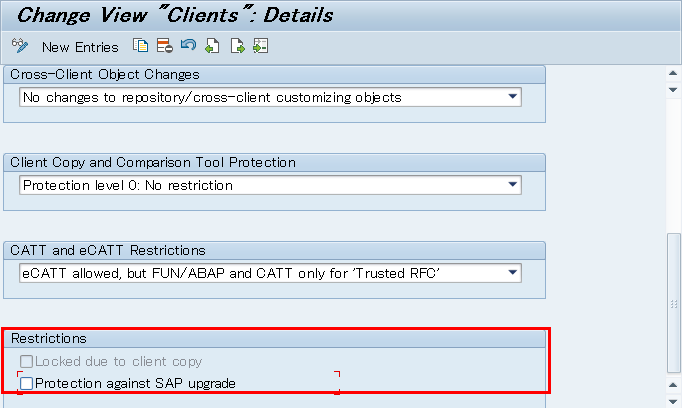 Change View "Clients": Details
New Entries
Cross-Client Object Changes
No changes to repository/cross-client customizing objects
Client Copy and Comparison Tool Protection
Protection level 0: No restriction
CATT and eCATT Restrictions
eCATT allowed, but FUN/ABAP and CATT only for 'Trusted RFC'
Restrictions
Locked due to client copy
Protection against SAP upgrade